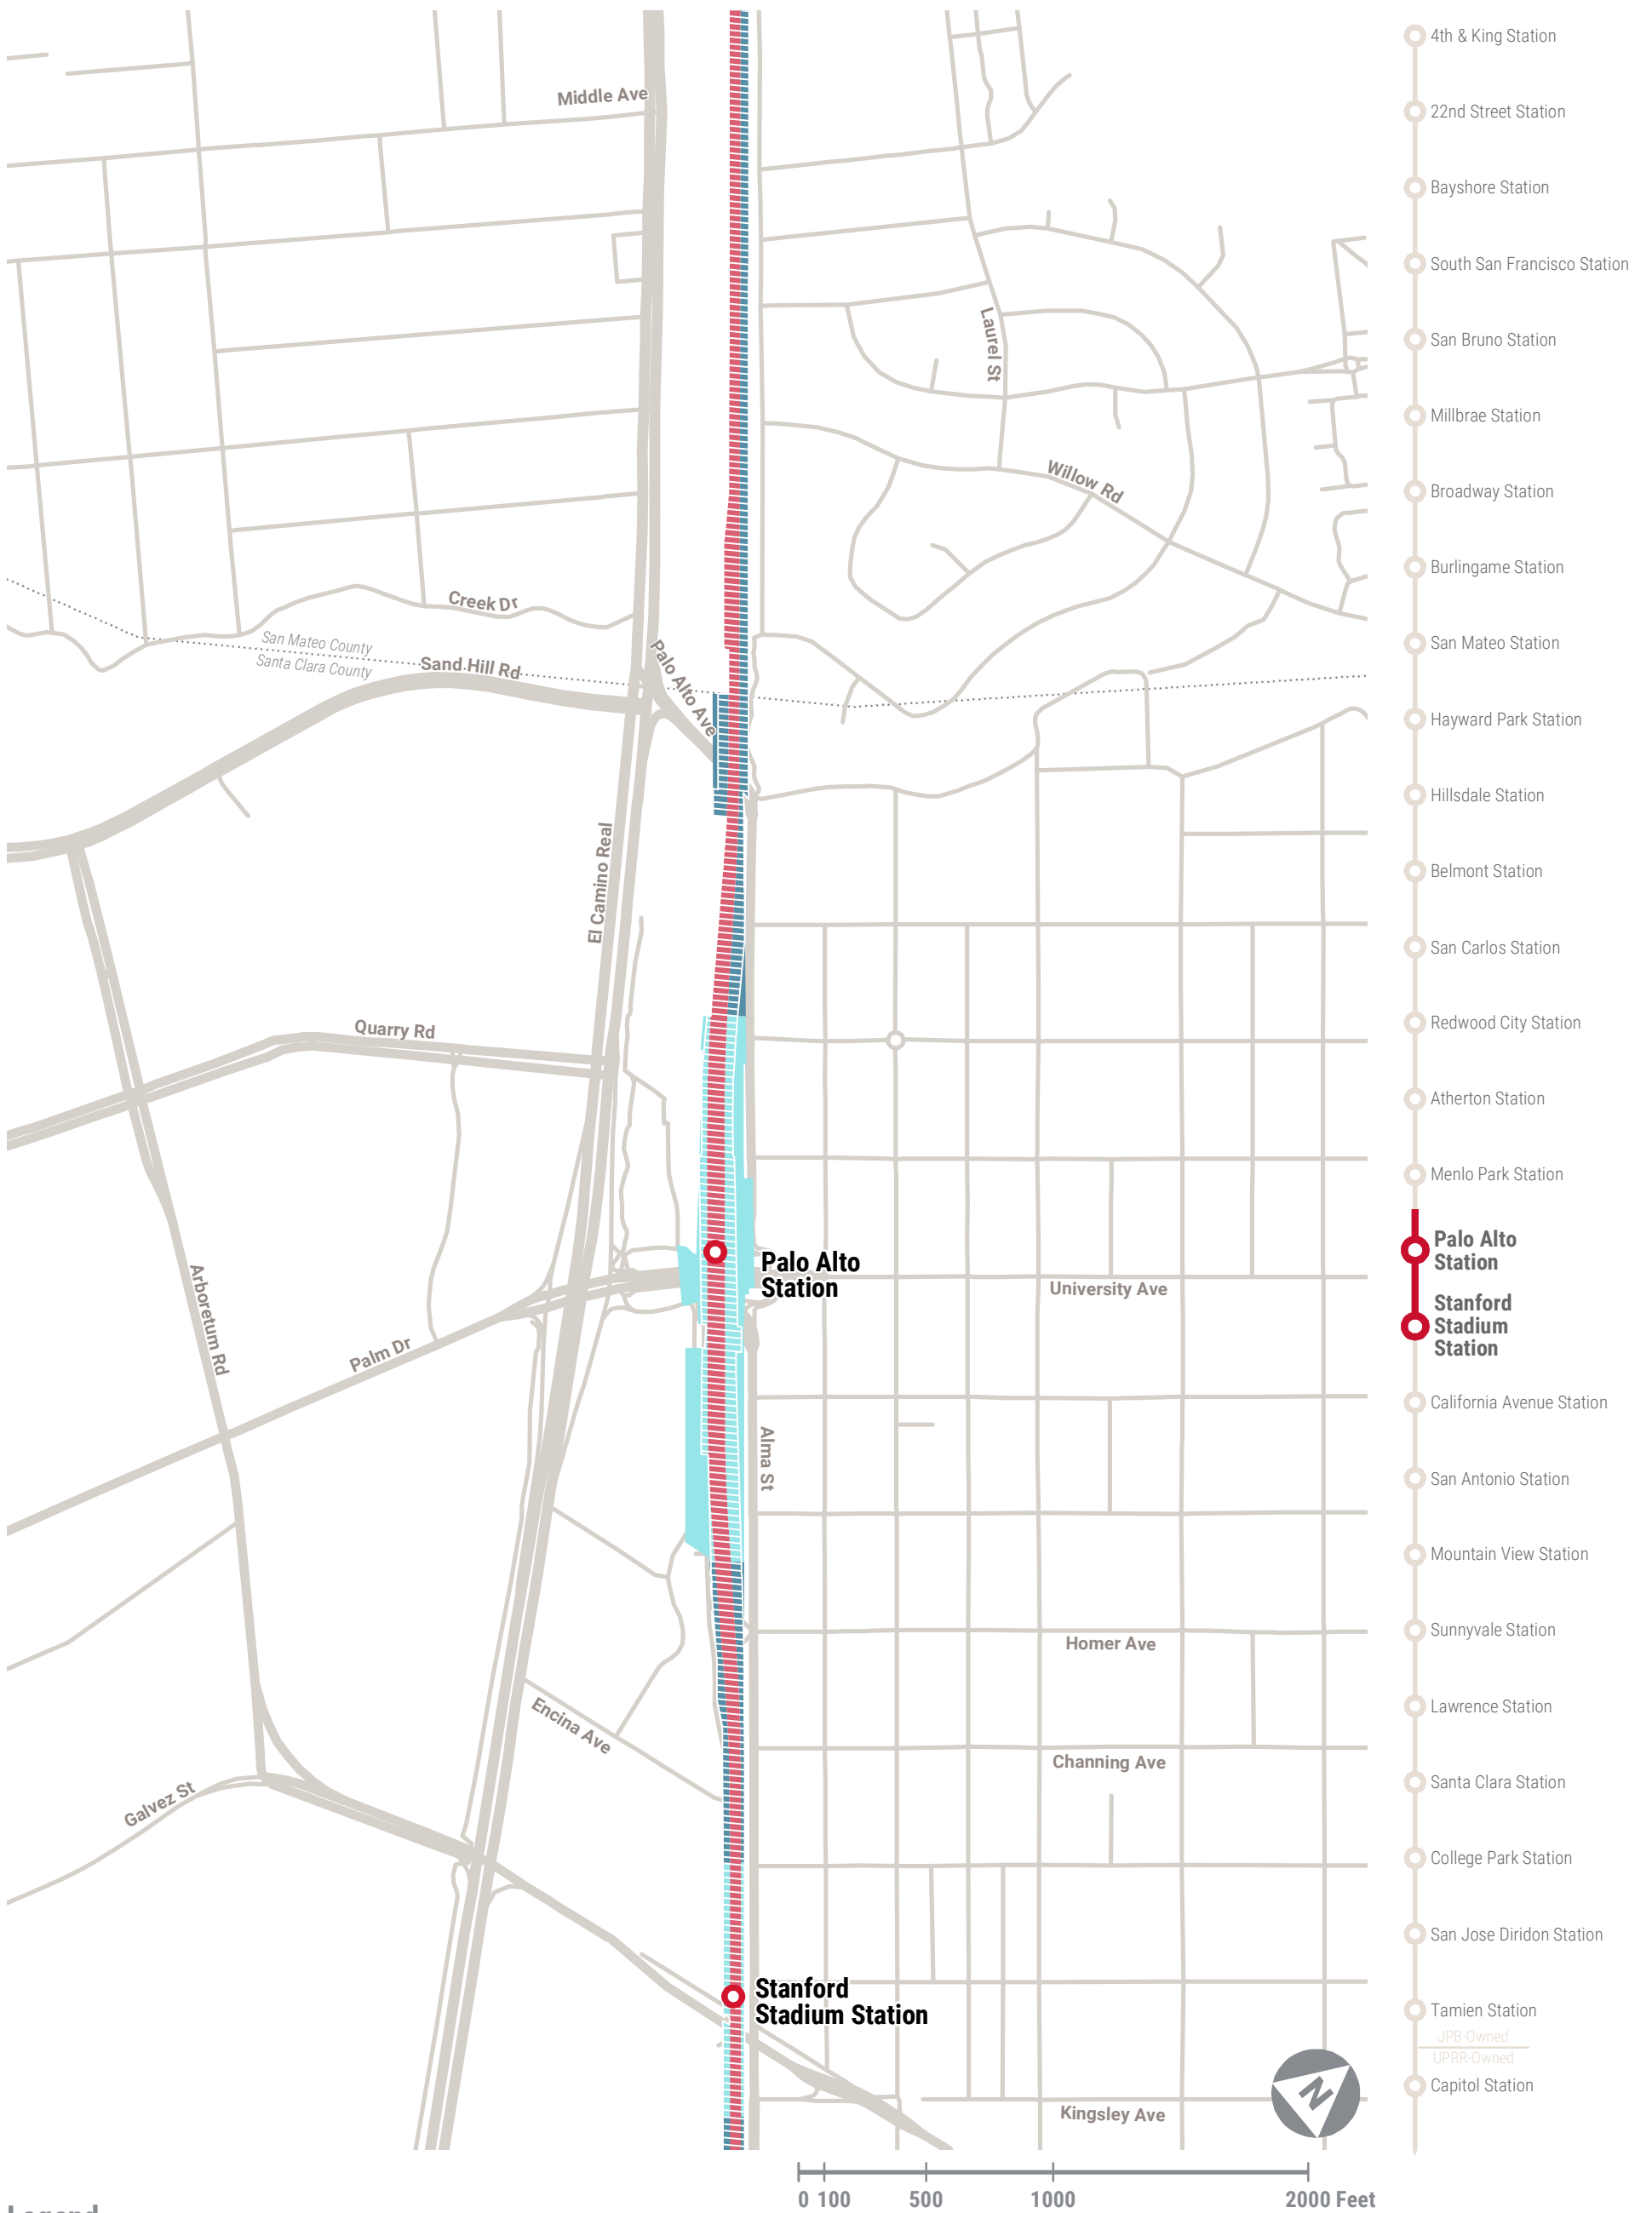 Middle Ave
Laurel St
Willow Rd
Creek Dr
San Mateo County
Santa Clara County
Sand Hill Rd
Palo Alto Ave
El Camino Real
Quarry Rd
Arboretum Rd
Palm Dr
Palo Alto
Station
University Ave
Alma St
Homer Ave
Encina Ave
Channing Ave
Galvez St
Stanford
Stadium Station
Kingsley Ave
N
0 100 500 1000 2000 Feet
4th & King Station
22nd Street Station
Bayshore Station
South San Francisco Station
San Bruno Station
Millbrae Station
Broadway Station
Burlingame Station
San Mateo Station
Hayward Park Station
Hillsdale Station
Belmont Station
San Carlos Station
Redwood City Station
Atherton Station
Menlo Park Station
Palo Alto
Station
Stanford
Stadium
Station
California Avenue Station
San Antonio Station
Mountain View Station
Sunnyvale Station
Lawrence Station
Santa Clara Station
College Park Station
San Jose Diridon Station
Tamien Station
JPB-Owned
UPRR-Owned
Capitol Station
Legend